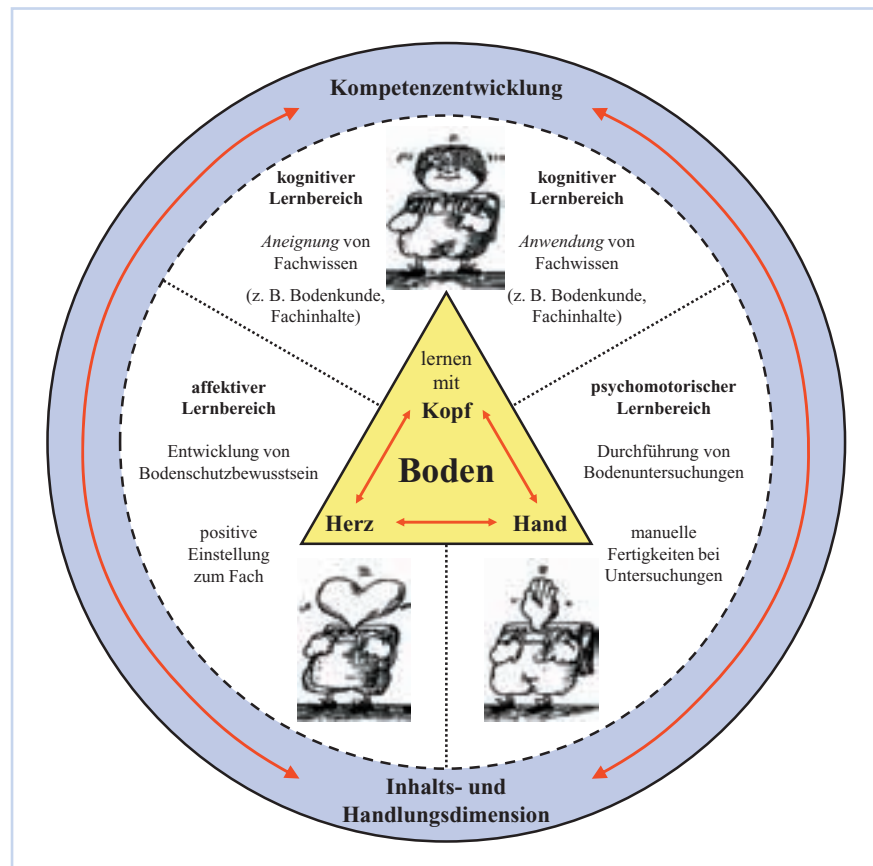 Kompetenzentwicklung
kognitiver
Lernbereich
Aneignung von
Fachwissen
(z. B. Bodenkunde,
Fachinhalte)
kognitiver
Lernbereich
Anwendung von
Fachwissen
(z. B. Bodenkunde,
Fachinhalte)
affektiver
Lernbereich
Entwicklung von
Bodenschutzbewusstsein
positive
Einstellung
zum Fach
lernen
mit
Kopf
Boden
Herz
Hand
psychomotorischer
Lernbereich
Durchführung von
Bodenuntersuchungen
manuelle
Fertigkeiten bei
Untersuchungen
Inhalts- und
Handlungsdimension